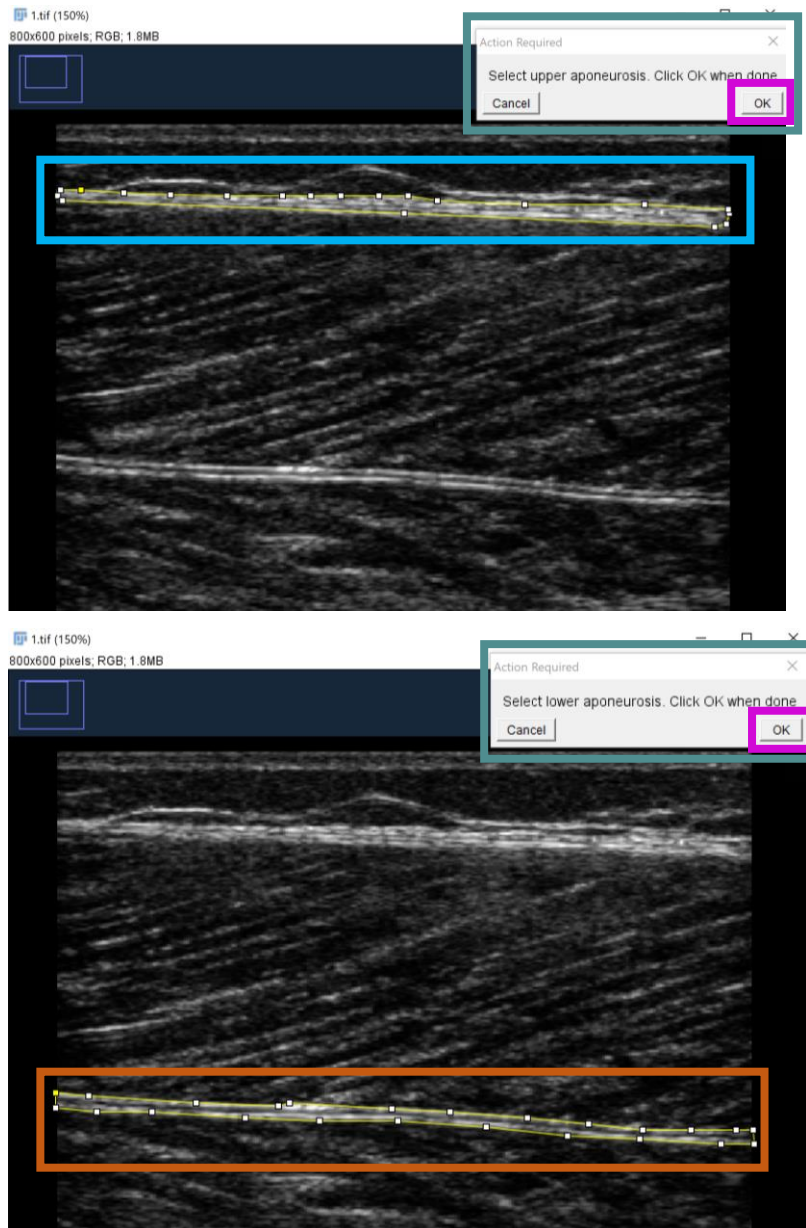 1.tif (150%)
800x600 pixels; RGB; 1.8MB
Action Required
Select upper aponeurosis. Click OK when done
Cancel
OK
1.tif (150%)
800x600 pixels; RGB; 1.8MB
Action Required
Select lower aponeurosis. Click OK when done
Cancel
OK